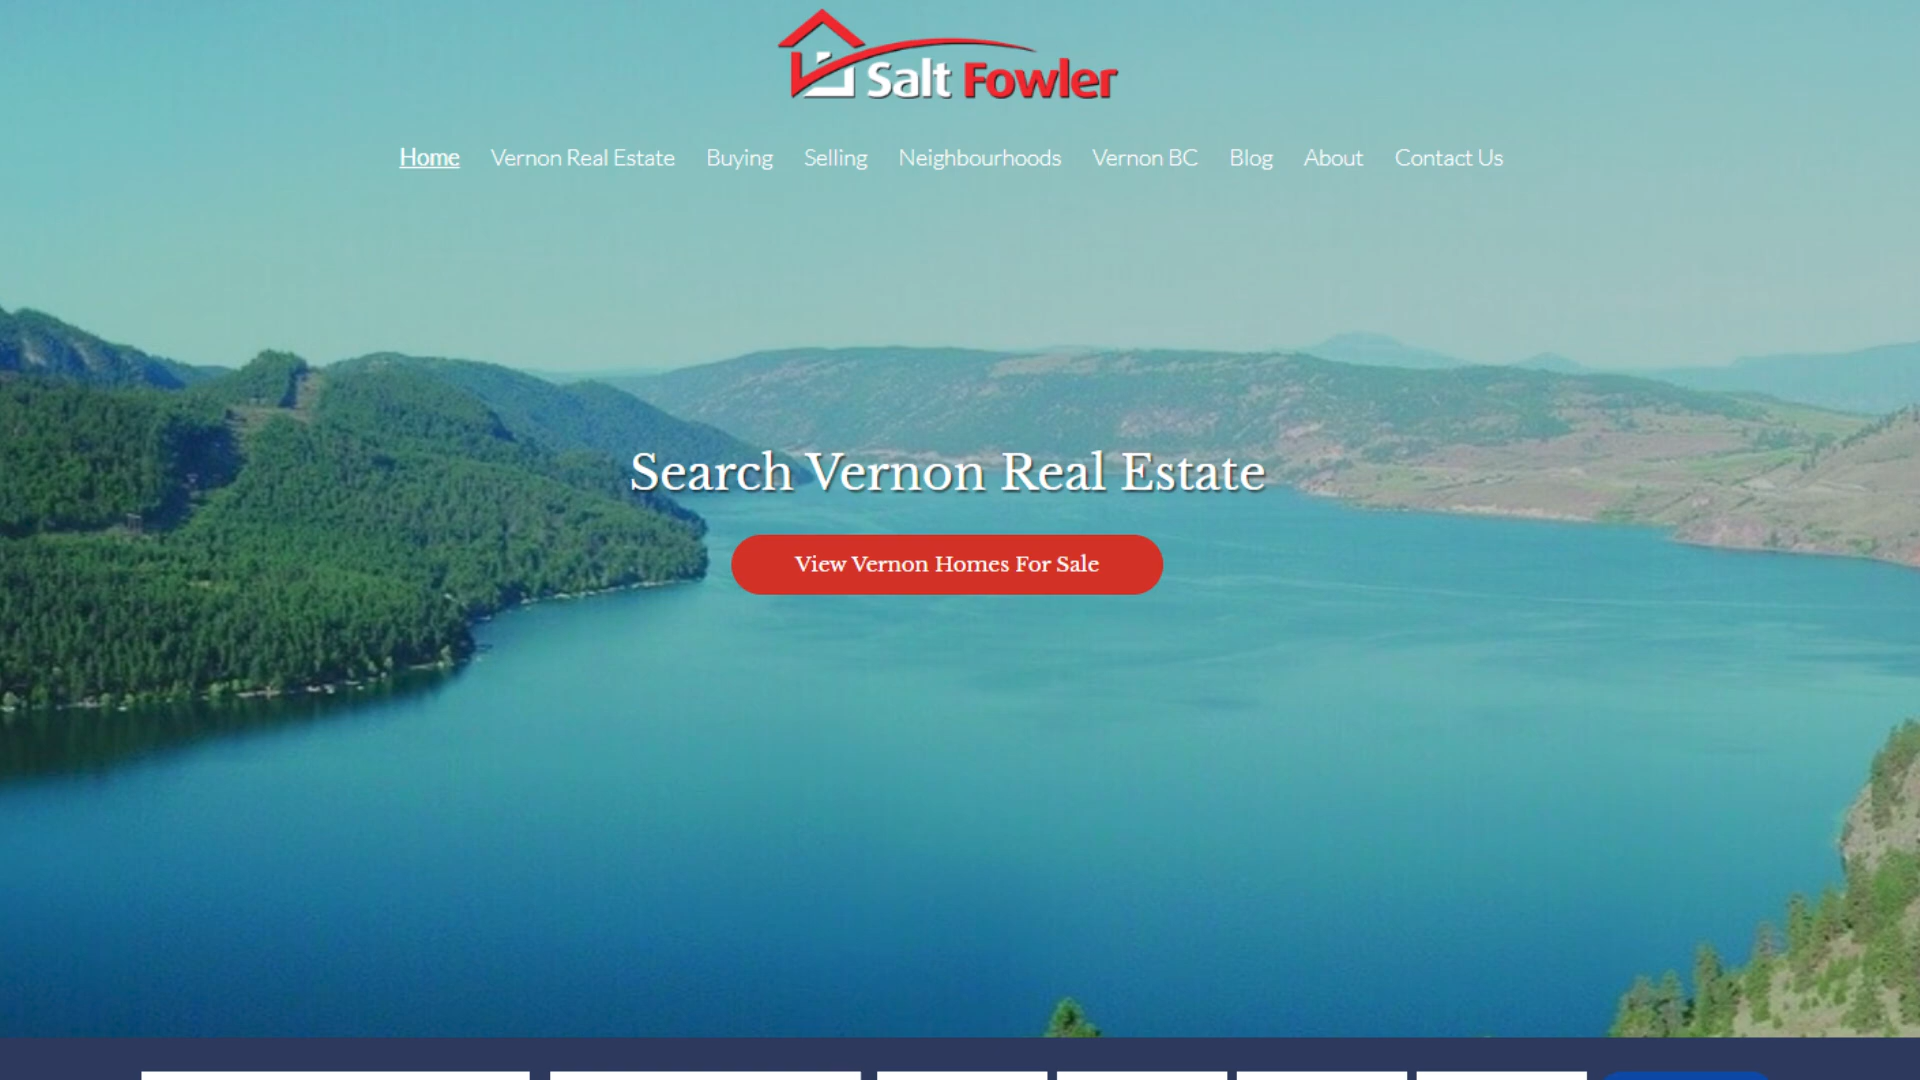 Salt Fowler
Home Vernon Real Estate Buying Selling Neighbourhoods Vernon BC Blog About Contact Us
Search Vernon Real Estate
View Vernon Homes For Sale